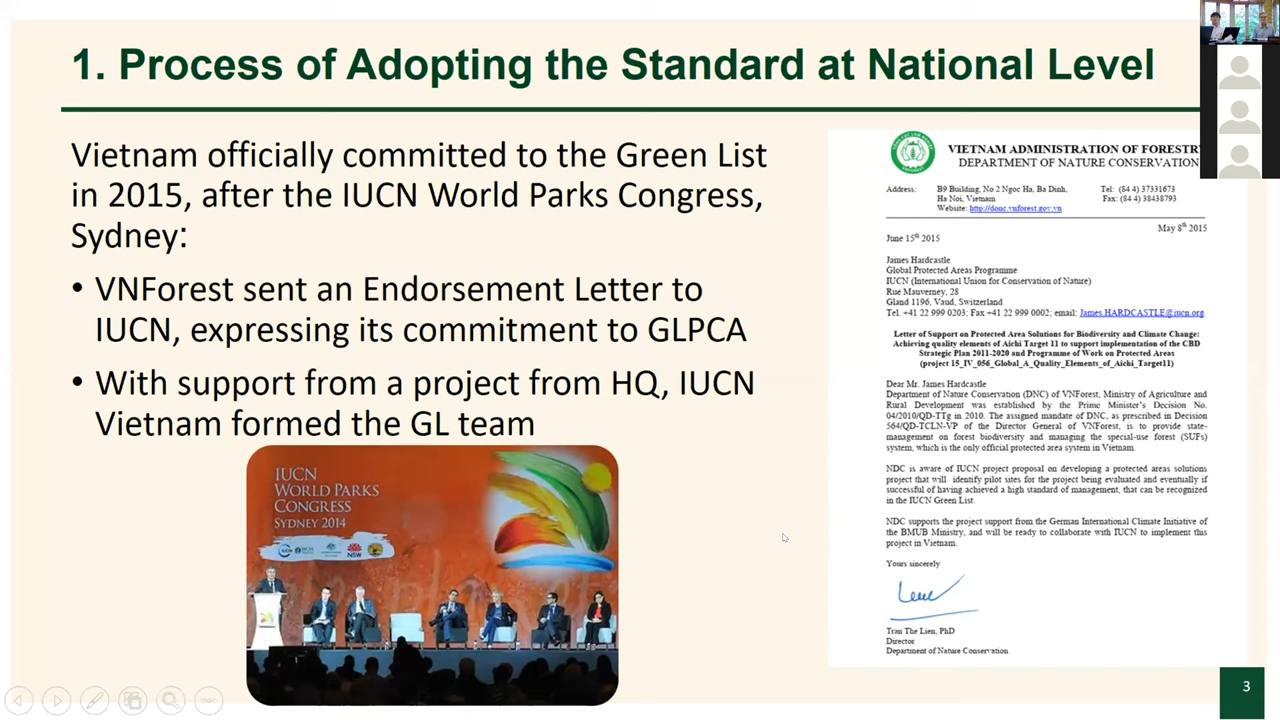 1. Process of Adopting the Standard at National Level
Vietnam officially committed to the Green List
in 2015, after the IUCN World Parks Congress,
Sydney:
• VNForest sent an Endorsement Letter to
IUCN, expressing its commitment to GLPCA
• With support from a project from HQ, IUCN
Vietnam formed the GL team
IUCN
WORLD PARKS
CONGRESS
SYDNEY 2014
IUCN
NSW
VIETNAM ADMINISTRATION OF FORESTRY
DEPARTMENT OF NATURE CONSERVATION
Address: B9 Building, No 2 Ngoc Ha, Ba Dinh, Tel: (84 4) 37331673
Ha Noi, Vietnam Fax: (84 4) 38438793
Website: http://donc.vnforest.gov.vn
May 8th 2015
June 15th 2015
James Hardcastle
Global Protected Areas Programme
IUCN (International Union for Conservation of Nature)
Rue Mauverney, 28
Gland 1196, Vaud, Switzerland
Tel. +41 22 999 0203: Fax +41 22 999 0002; email: James.HARDCASTLE@iucn.org
Letter of Support on Protected Area Solutions for Biodiversity and Climate Change:
Achieving quality elements of Aichi Target 11 to support implementation of the CBD
Strategic Plan 2011-2020 and Programme of Work on Protected Areas
(project 15_IV_056_Global_A_Quality_Elements_of_Aichi_Target11)
Dear Mr. James Hardcastle
Department of Nature Conservation (DNC) of VNForest, Ministry of Agriculture and
Rural Development was established by the Prime Minister's Decision No.
04/2010/QD-TTg in 2010. The assigned mandate of DNC, as prescribed in Decision
564/QD-TCLN-VP of the Director General of VNForest, is to provide state-
management on forest biodiversity and managing the special-use forest (SUFs)
system, which is the only official protected area system in Vietnam.
NDC is aware of IUCN project proposal on developing a protected areas solutions
project that will identify pilot sites for the project being evaluated and eventually if
successful of having achieved a high standard of management, that can be recognized
in the IUCN Green List.
NDC supports the project support from the German International Climate Initiative of
the BMUB Ministry, and will be ready to collaborate with IUCN to implement this
project in Vietnam.
Yours sincerely
Tran The Lien, PhD
Director
Department of Nature Conservation
3